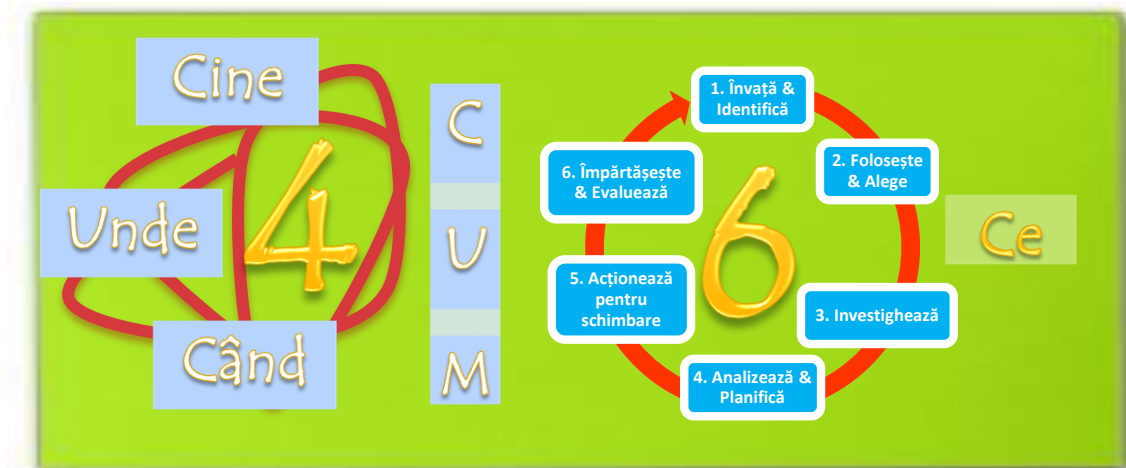 Cine
Unde
Când
4
C
U
M
1. Învață &
Identifică
2. Folosește
& Alege
3. Investighează
4. Analizează &
Planifică
5. Acționează
pentru
schimbare
6. Împărtășește
& Evaluează
6
Ce